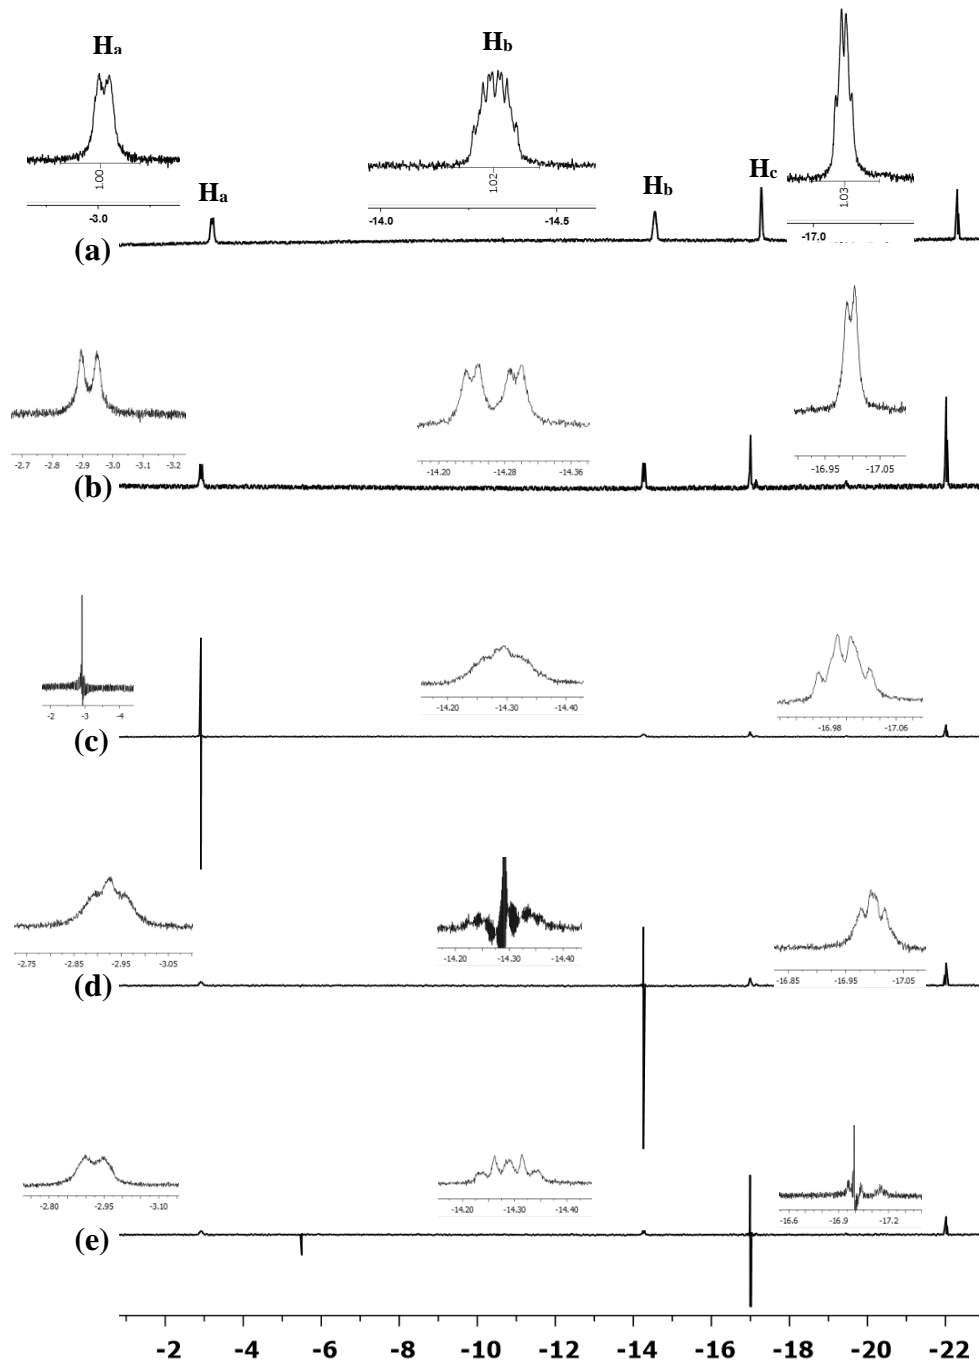 Hₐ
H_b
1.00
1.02
1.03
-3.0
-14.0 -14.5
-17.0
Hₐ
H_b
H_c
(a)
-2.7 -2.8 -2.9 -3.0 -3.1 -3.2
-14.20 -14.28 -14.36
-16.95 -17.05
(b)
-2 -3 -4
-14.20 -14.30 -14.40
-16.98 -17.06
(c)
-2.75 -2.85 -2.95 -3.05
-14.20 -14.30 -14.40
-16.85 -16.95 -17.05
(d)
-2.80 -2.95 -3.10
-14.20 -14.30 -14.40
-16.6 -16.9 -17.2
(e)
-2 -4 -6 -8 -10 -12 -14 -16 -18 -20 -22